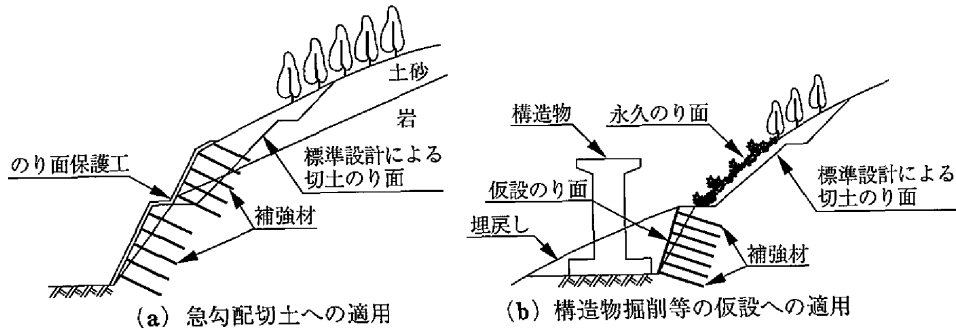 土砂
岩
のり面保護工
標準設計による
切土のり面
補強材
(a) 急勾配切土への適用
構造物
永久のり面
仮設のり面
標準設計による
切土のり面
埋戻し
補強材
(b) 構造物掘削等の仮設への適用